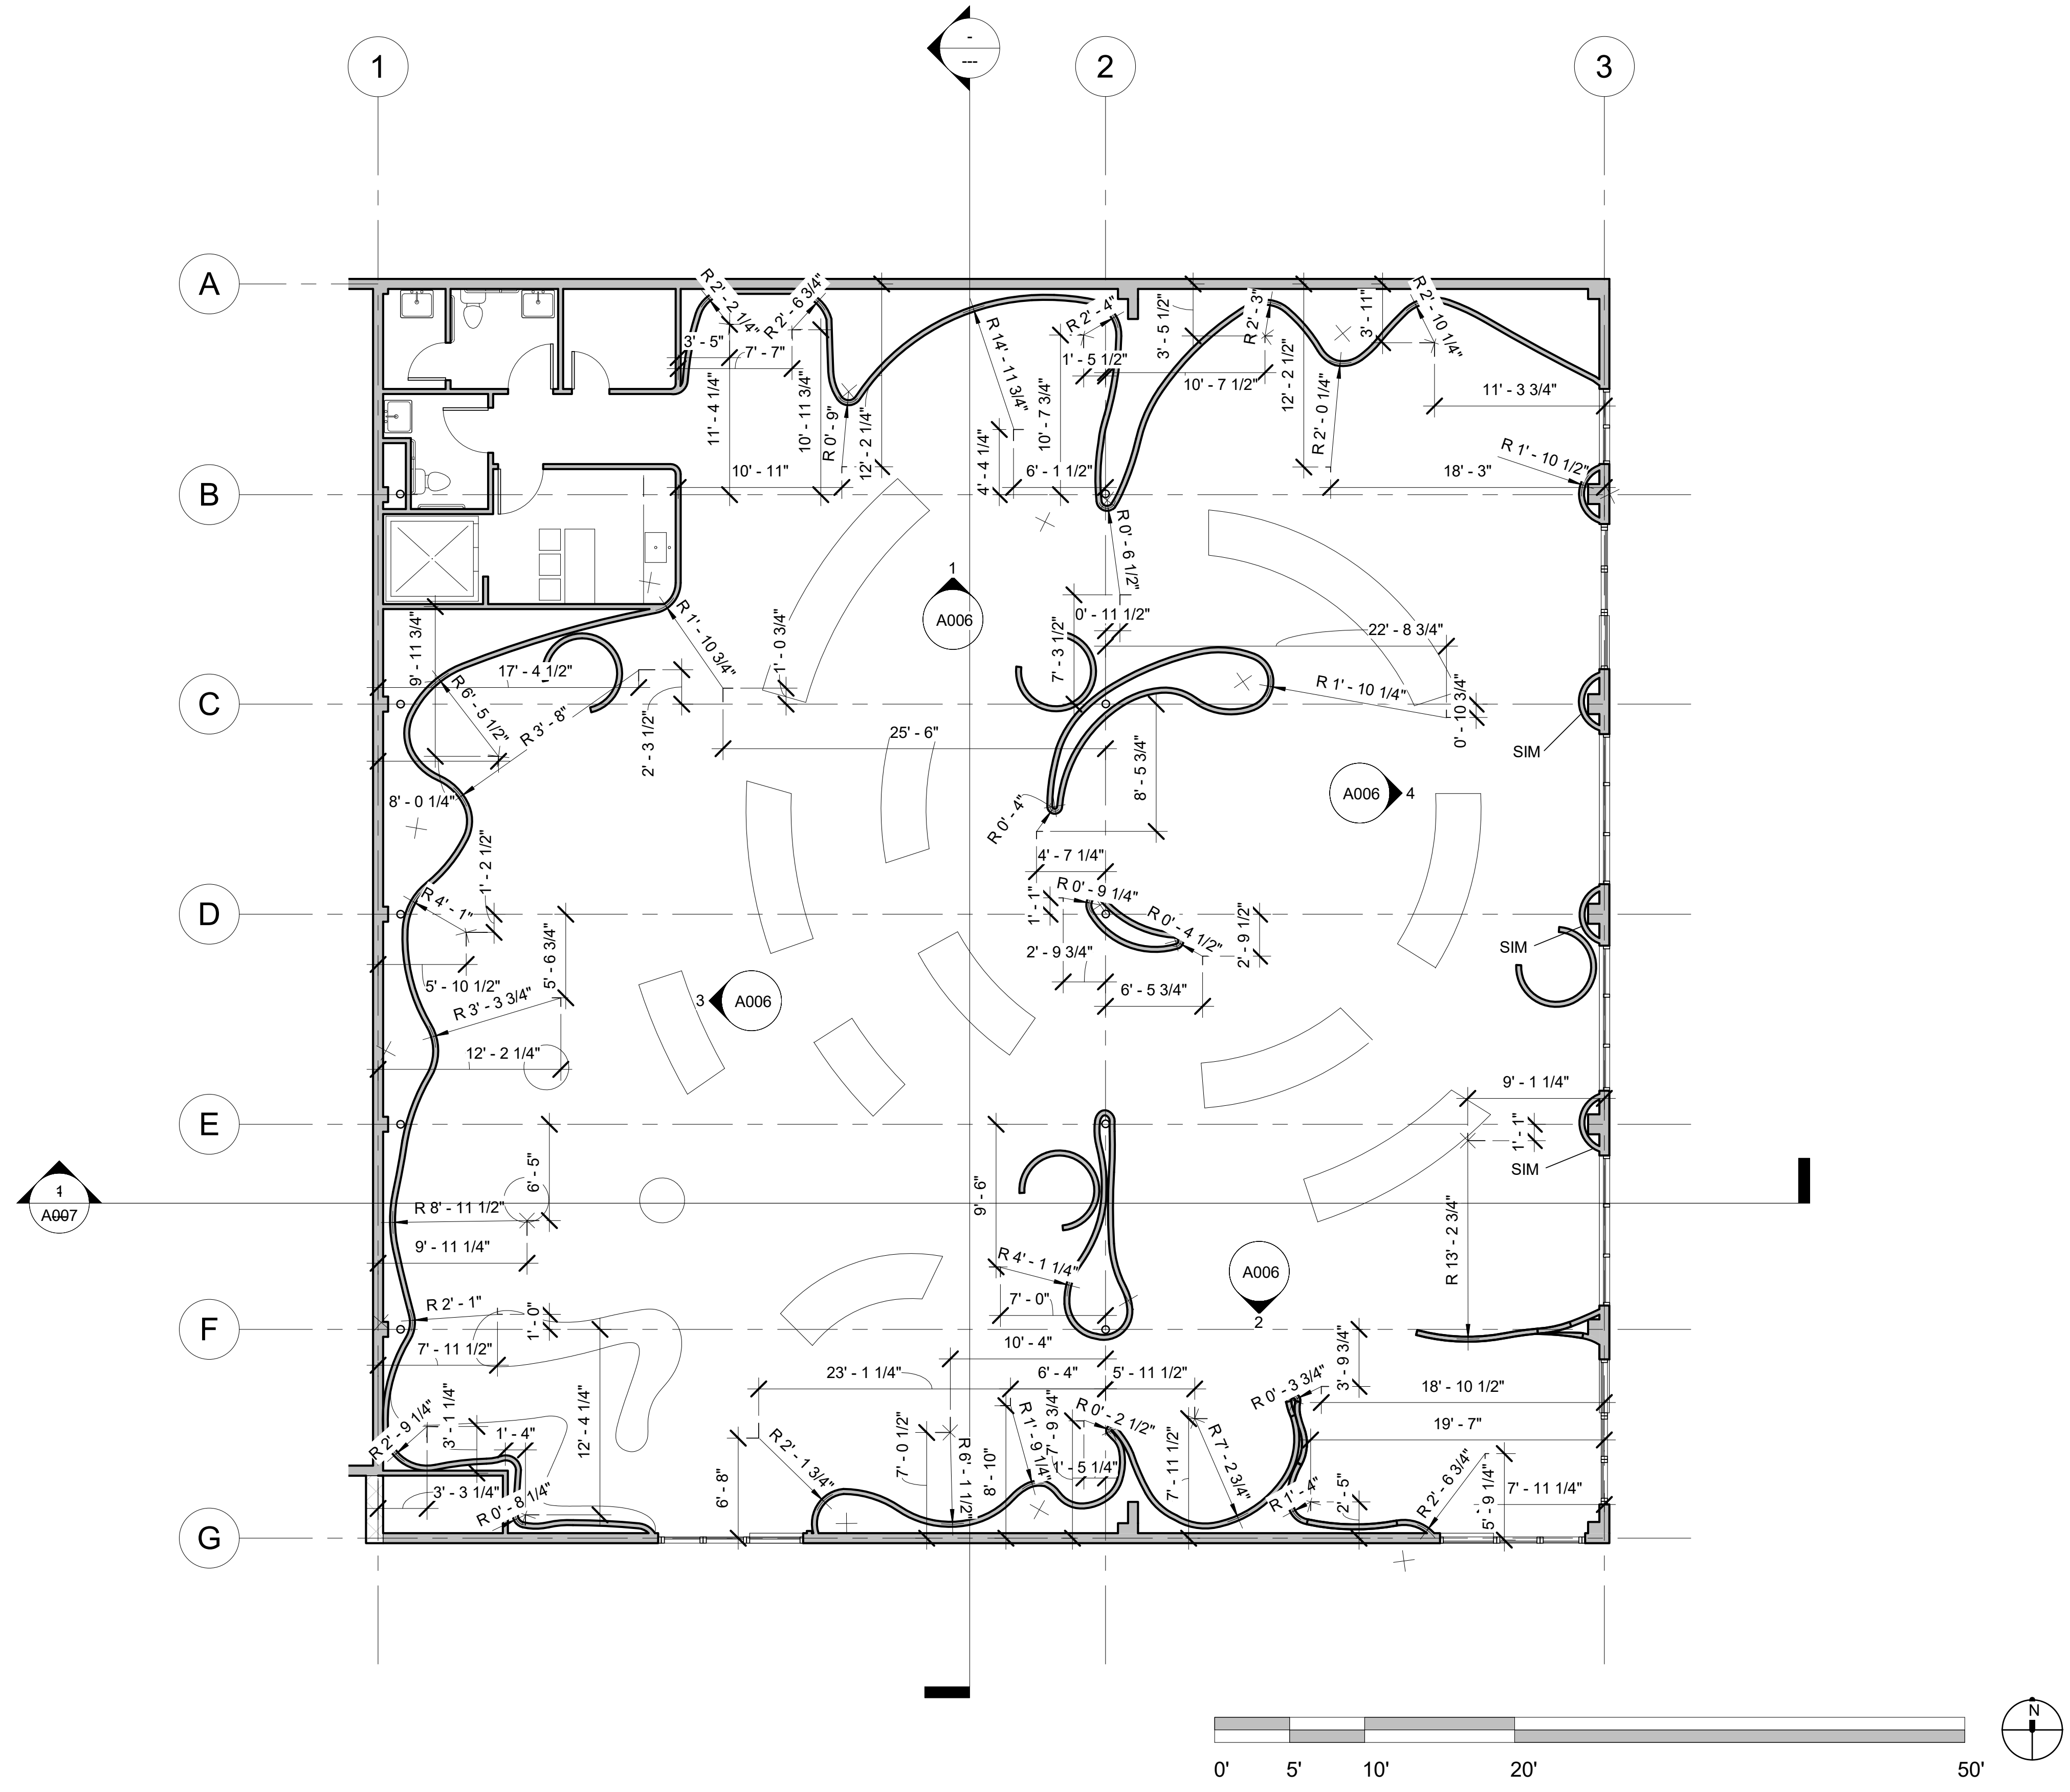 -
---
1
2
3
A
B
C
D
E
F
G
R 2' - 2 1/4"
R 2' - 6 3/4"
3' - 5"
7' - 7"
11' - 4 1/4"
10' - 11 3/4"
R 0' - 9"
12' - 2 1/4"
10' - 11"
R 14' - 11 3/4"
4' - 4 1/4"
10' - 7 3/4"
6' - 1 1/2"
R 2' - 4"
1' - 5 1/2"
3' - 5 1/2"
10' - 7 1/2"
R 2' - 3"
12' - 2 1/2"
R 2' - 0 1/4"
3' - 11"
R 2' - 10 1/4"
11' - 3 3/4"
R 1' - 10 1/2"
18' - 3"
R 0' - 6 1/2"
0' - 11 1/2"
7' - 3 1/2"
22' - 8 3/4"
1
A006
9' - 11 3/4"
17' - 4 1/2"
R 6' - 5 1/2"
R 3' - 8"
2' - 3 1/2"
R 1' - 10 3/4"
1' - 0 3/4"
25' - 6"
R 1' - 10 1/4"
0' - 10 3/4"
SIM
8' - 0 1/4"
8' - 5 3/4"
R 0' - 4"
A006
4
4' - 7 1/4"
1' - 2 1/2"
R 4' - 1"
1' - 1"
R 0' - 9 1/4"
R 0' - 4 1/2"
2' - 9 1/2"
SIM
5' - 6 3/4"
5' - 10 1/2"
2' - 9 3/4"
6' - 5 3/4"
R 3' - 3 3/4"
3
A006
12' - 2 1/4"
9' - 1 1/4"
1' - 1"
SIM
6' - 5"
9' - 6"
R 13' - 2 3/4"
1
A007
R 8' - 11 1/2"
9' - 11 1/4"
R 4' - 1 1/4"
A006
2
R 2' - 1"
1' - 0"
7' - 0"
7' - 11 1/2"
10' - 4"
23' - 1 1/4"
6' - 4"
5' - 11 1/2"
3' - 9 3/4"
R 0' - 3 3/4"
18' - 10 1/2"
19' - 7"
R 2' - 9 1/4"
3' - 1 1/4"
1' - 4"
12' - 4 1/4"
R 2' - 1 3/4"
7' - 0 1/2"
R 6' - 1 1/2"
8' - 10"
R 1' - 6 1/4"
7' - 9 3/4"
R 0' - 2 1/2"
1' - 5 1/4"
7' - 11 1/2"
R 7' - 2 3/4"
R 1' - 4"
2' - 5"
R 2' - 6 3/4"
5' - 9 1/4"
7' - 11 1/4"
3' - 3 1/4"
R 0' - 8 1/4"
6' - 8"
N
0'
5'
10'
20'
50'